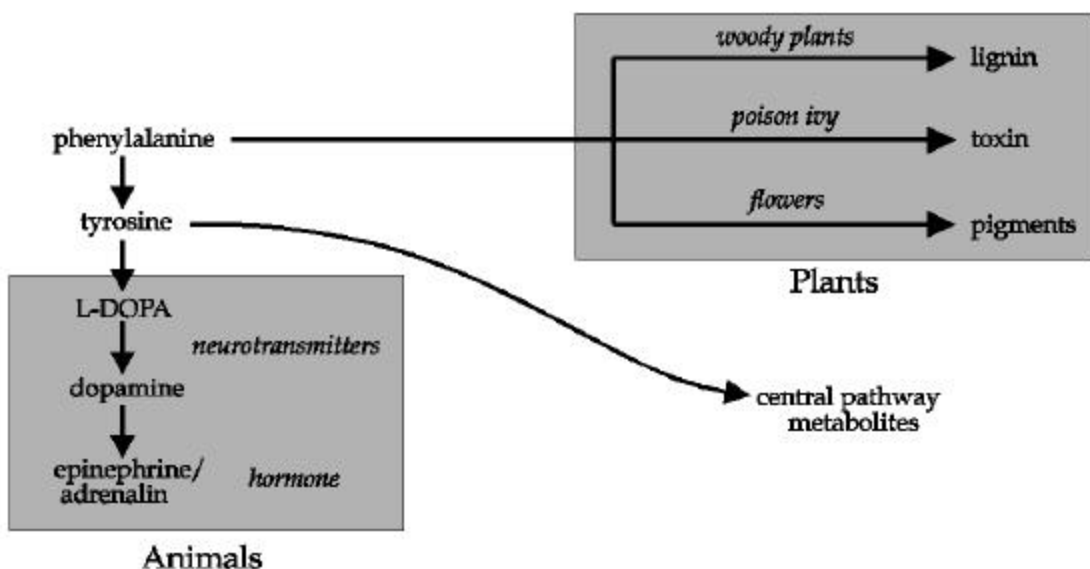 woody plants
lignin
phenylalanine
poison ivy
toxin
tyrosine
flowers
pigments
Plants
L-DOPA
neurotransmitters
dopamine
central pathway
metabolites
epinephrine/
adrenalin
hormone
Animals